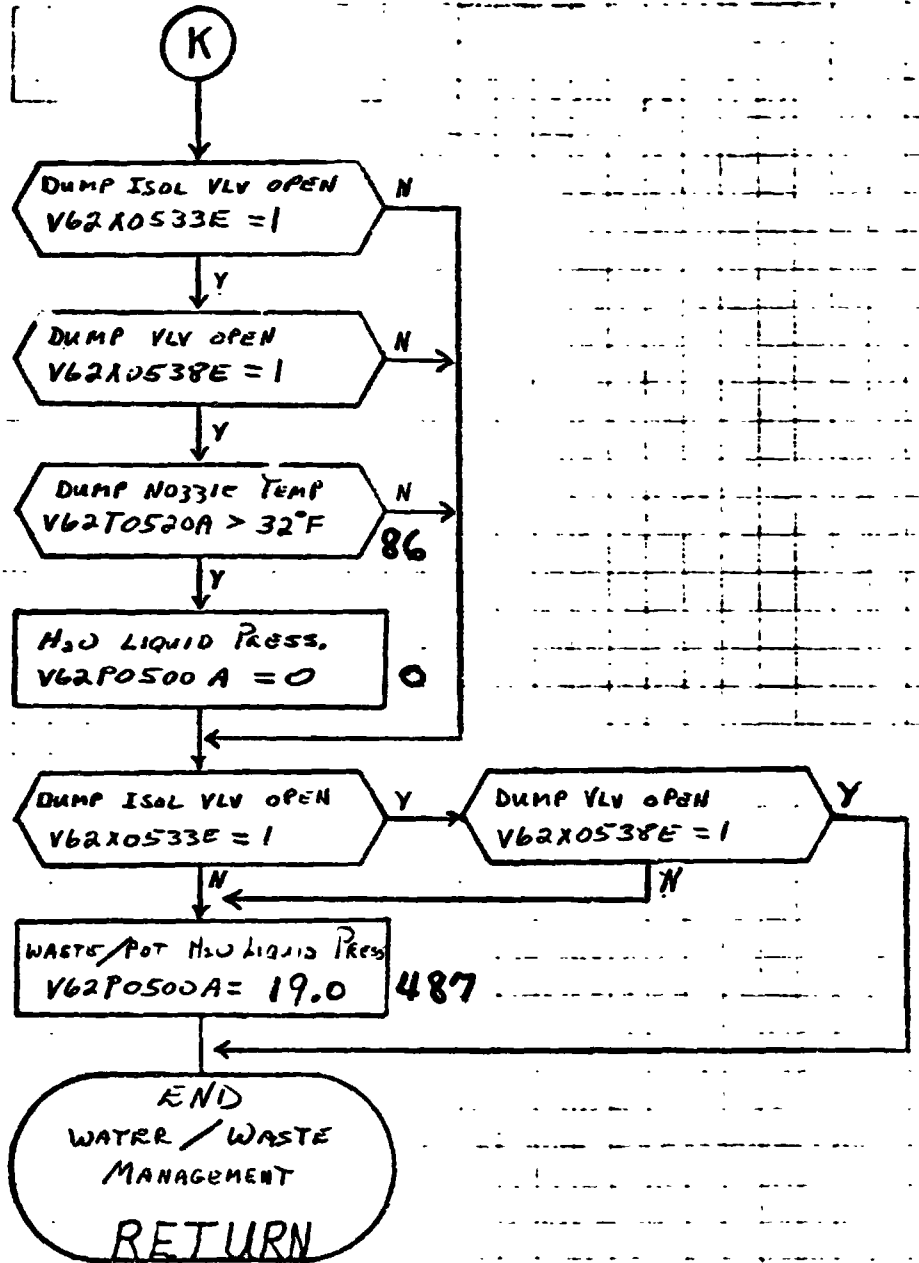 K
DUMP ISOL VLV OPEN
V62X0533E = 1
N
Y
DUMP VLV OPEN
V62X0538E = 1
N
Y
DUMP NOZZLE TEMP
V62T0520A > 32°F
N
86
Y
H2O LIQUID PRESS.
V62P0500A = 0
0
DUMP ISOL VLV OPEN
V62X0533E = 1
Y
N
DUMP VLV OPEN
V62X0538E = 1
Y
N
WASTE/POT H2O LIQUID PRESS
V62P0500A = 19.0
487
END
WATER / WASTE
MANAGEMENT
RETURN